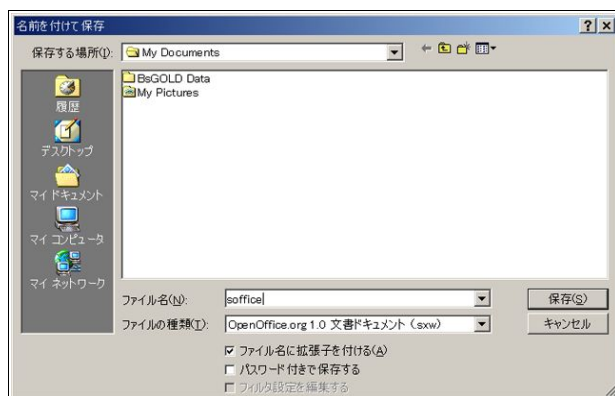 名前を付けて保存
保存する場所(I):
My Documents
履歴
デスクトップ
マイ ドキュメント
マイ コンピュータ
マイ ネットワーク
BsGOLD Data
My Pictures
ファイル名(N):
soffice
保存(S)
ファイルの種類(T):
OpenOffice.org 1.0 文書ドキュメント (.sxw)
キャンセル
ファイル名に拡張子を付ける(A)
パスワード付きで保存する
フィルタ設定を編集する